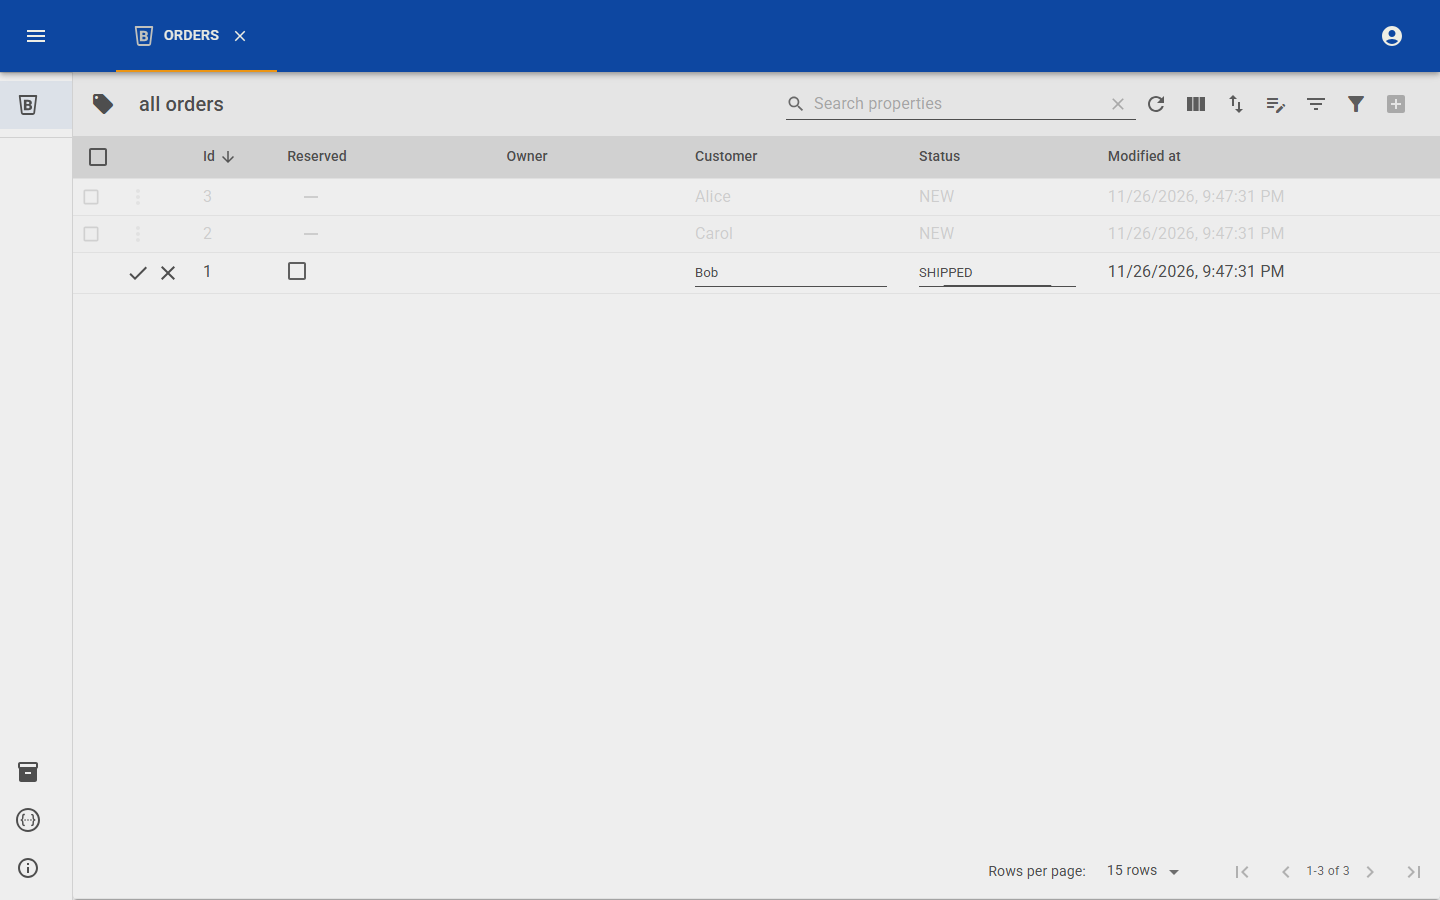 ORDERS
all orders
Search properties
Id Reserved Owner Customer Status Modified at
3 Alice NEW 11/26/2026, 9:47:31 PM
2 Carol NEW 11/26/2026, 9:47:31 PM
1 Bob SHIPPED 11/26/2026, 9:47:31 PM
Rows per page: 15 rows 1-3 of 3